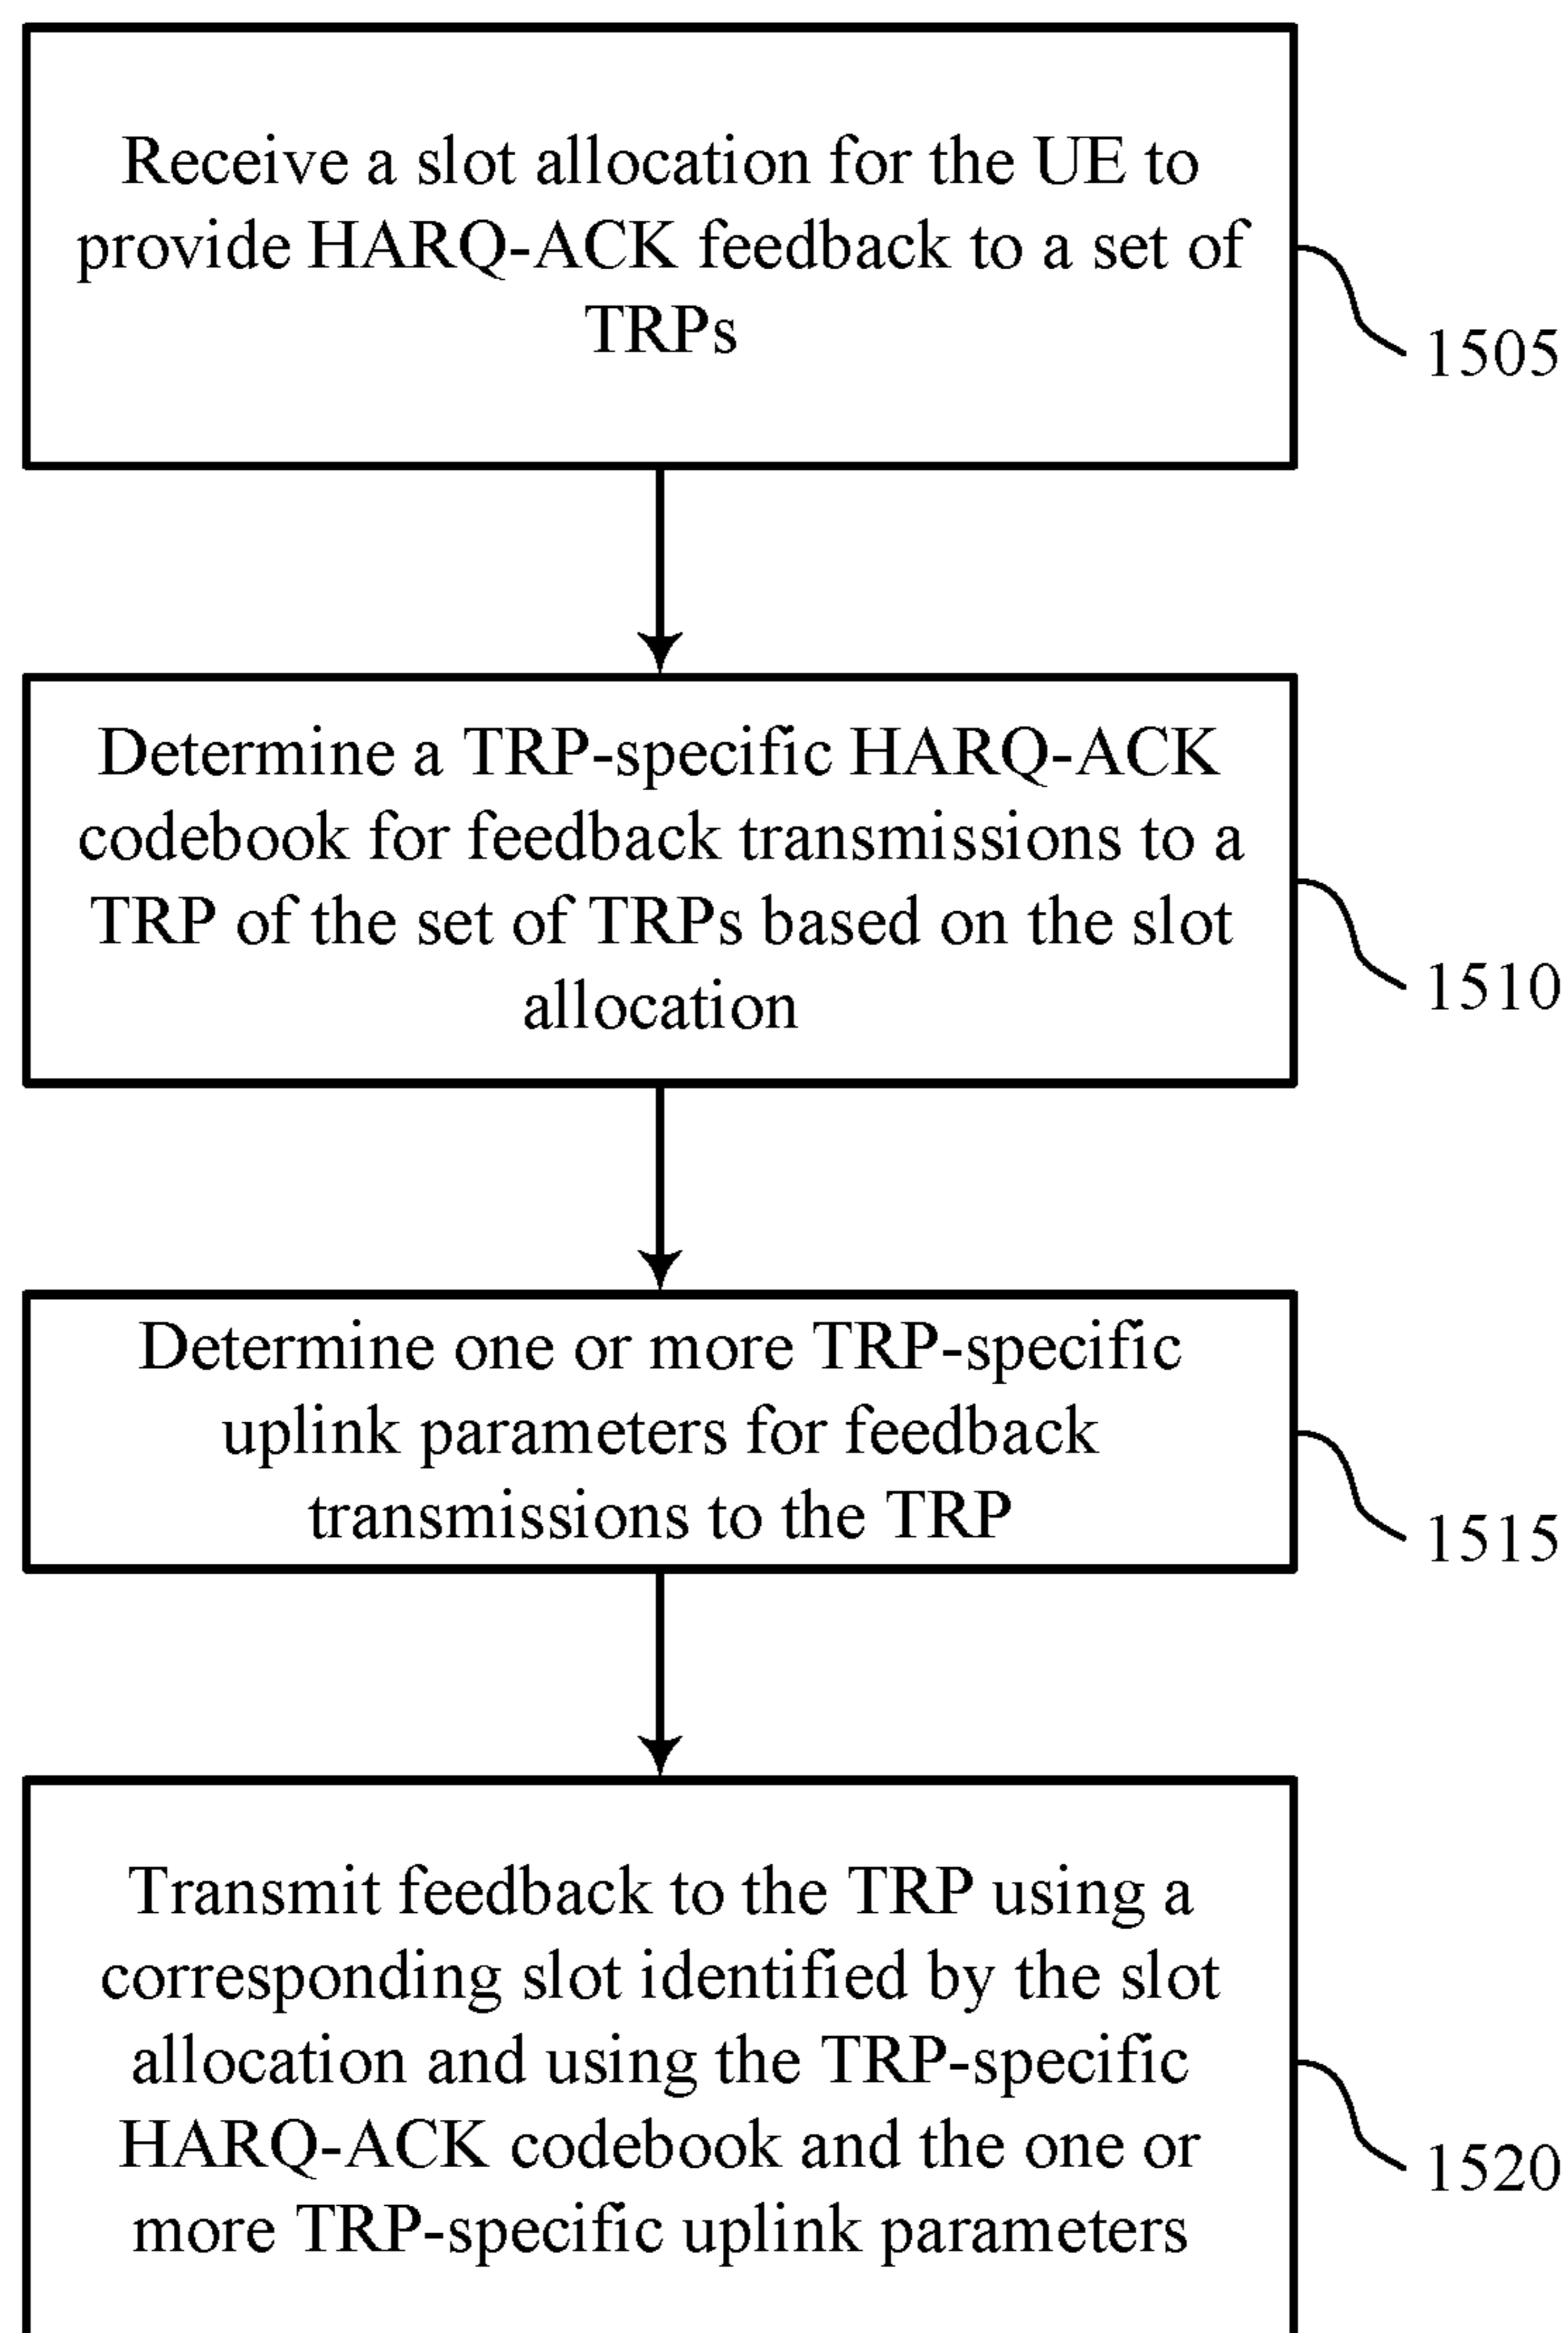 Receive a slot allocation for the UE to
provide HARQ-ACK feedback to a set of
TRPs
1505
Determine a TRP-specific HARQ-ACK
codebook for feedback transmissions to a
TRP of the set of TRPs based on the slot
allocation
1510
Determine one or more TRP-specific
uplink parameters for feedback
transmissions to the TRP
1515
Transmit feedback to the TRP using a
corresponding slot identified by the slot
allocation and using the TRP-specific
HARQ-ACK codebook and the one or
more TRP-specific uplink parameters
1520